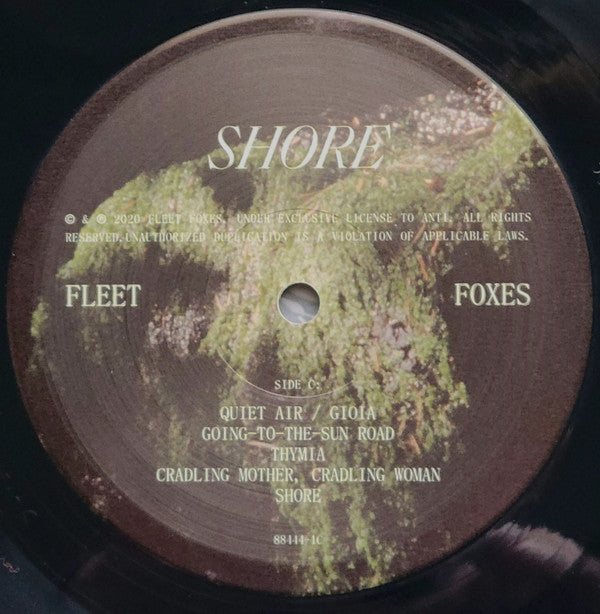 SHORE
© & ℗ 2020 FLEET FOXES, UNDER EXCLUSIVE LICENSE TO ANTI, ALL RIGHTS
RESERVED. UNAUTHORIZED DUPLICATION IS A VIOLATION OF APPLICABLE LAWS.
FLEET FOXES
SIDE C:
QUIET AIR / GIOIA
GOING-TO-THE-SUN ROAD
THYMIA
CRADLING MOTHER, CRADLING WOMAN
SHORE
88444-1C